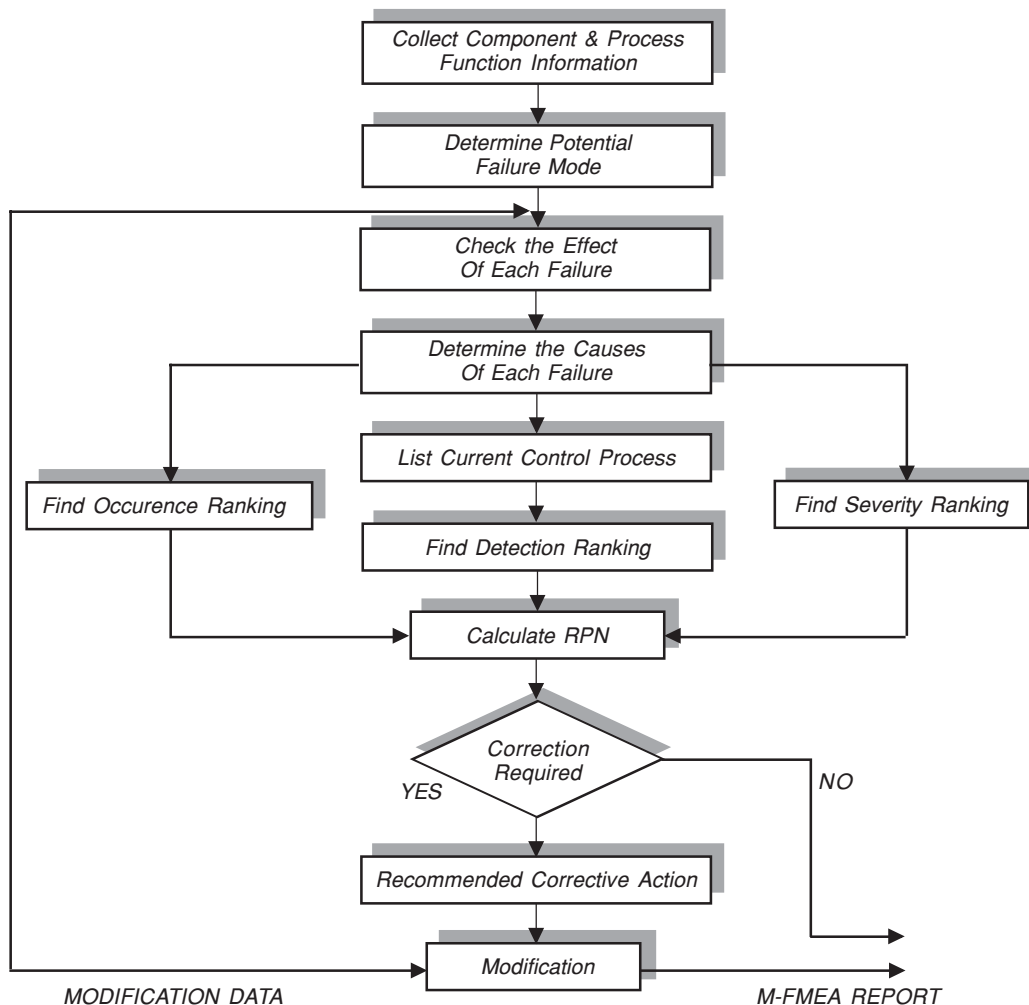 Collect Component & Process
Function Information
Determine Potential
Failure Mode
Check the Effect
Of Each Failure
Determine the Causes
Of Each Failure
List Current Control Process
Find Occurence Ranking
Find Severity Ranking
Find Detection Ranking
Calculate RPN
Correction
Required
YES
NO
Recommended Corrective Action
Modification
MODIFICATION DATA
M-FMEA REPORT